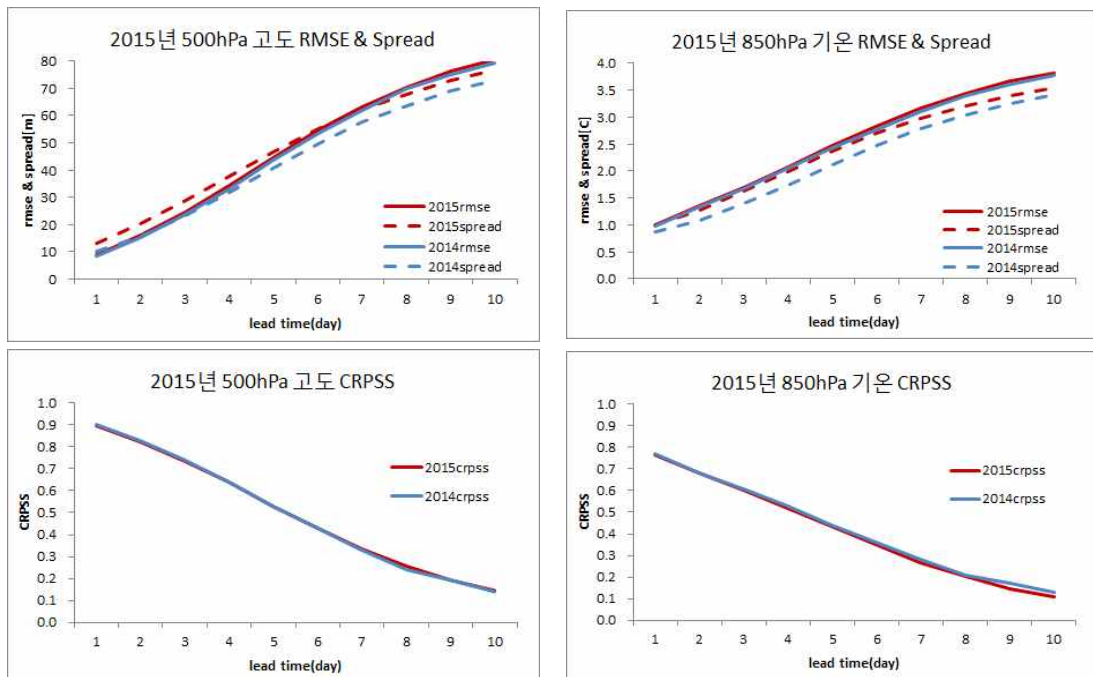 2015년 500hPa 고도 RMSE & Spread
rmse & spread[m]
80
70
60
50
40
30
20
10
0
2015rmse
2015spread
2014rmse
2014spread
1 2 3 4 5 6 7 8 9 10
lead time(day)
2015년 850hPa 기온 RMSE & Spread
rmse & spread[C]
4.0
3.5
3.0
2.5
2.0
1.5
1.0
0.5
0.0
2015rmse
2015spread
2014rmse
2014spread
1 2 3 4 5 6 7 8 9 10
lead time(day)
2015년 500hPa 고도 CRPSS
CRPSS
1.0
0.9
0.8
0.7
0.6
0.5
0.4
0.3
0.2
0.1
0.0
2015crpss
2014crpss
1 2 3 4 5 6 7 8 9 10
lead time(day)
2015년 850hPa 기온 CRPSS
CRPSS
1.0
0.9
0.8
0.7
0.6
0.5
0.4
0.3
0.2
0.1
0.0
2015crpss
2014crpss
1 2 3 4 5 6 7 8 9 10
lead time(day)